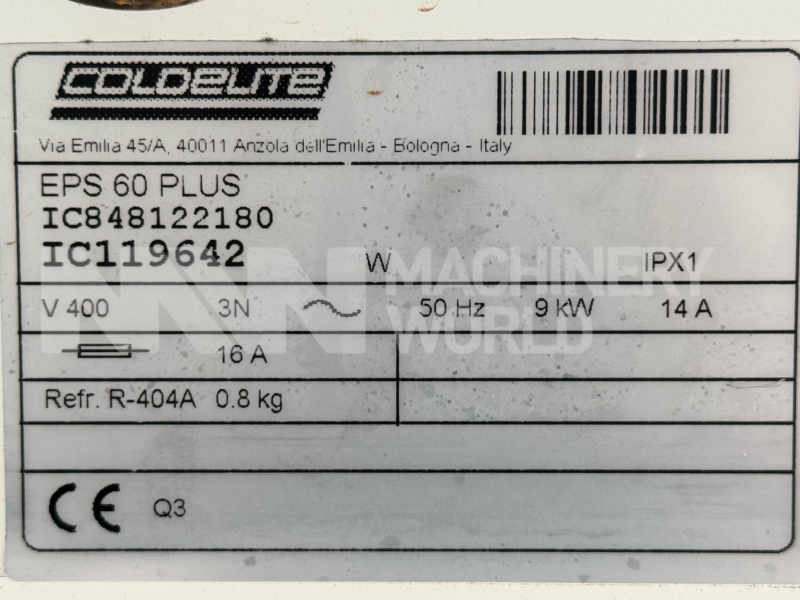 COLDELITE
Via Emilia 45/A, 40011 Anzola dell'Emilia - Bologna - Italy
EPS 60 PLUS
IC848122180
IC119642 W IPX1
MACHINERY
WORLD
V 400 3N 50 Hz 9 kW 14 A
16 A
Refr. R-404A 0.8 kg
CE Q3